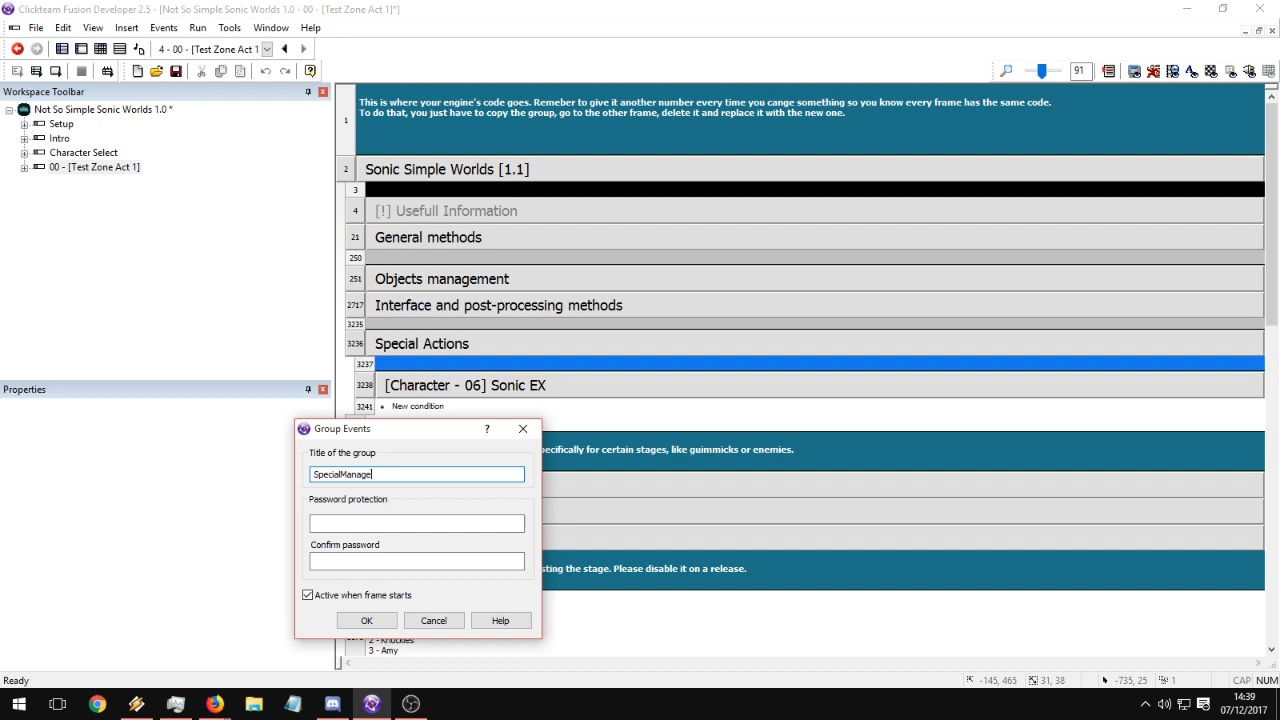 Clickteam Fusion Developer 2.5 - [Not So Simple Sonic Worlds 1.0 - 00 - [Test Zone Act 1]*]
File Edit View Insert Events Run Tools Window Help
4 - 00 - [Test Zone Act 1
91
Workspace Toolbar
Not So Simple Sonic Worlds 1.0 *
Setup
Intro
Character Select
00 - [Test Zone Act 1]
Properties
1
This is where your engine's code goes. Remeber to give it another number every time you cange something so you know every frame has the same code.
To do that, you just have to copy the group, go to the other frame, delete it and replace it with the new one.
2 Sonic Simple Worlds [1.1]
3
4 [!] Usefull Information
21 General methods
250
251 Objects management
2717 Interface and post-processing methods
3235
3236 Special Actions
3237
3238 [Character - 06] Sonic EX
3241 • New condition
pecifically for certain stages, like guimmicks or enemies.
sting the stage. Please disable it on a release.
2 - Knuckles
3 - Amy
Group Events
?
Title of the group
SpecialManage
Password protection
Confirm password
Active when frame starts
OK Cancel Help
Ready
-145, 465 31, 38 -735, 25 1 CAP NUM
14:39
07/12/2017